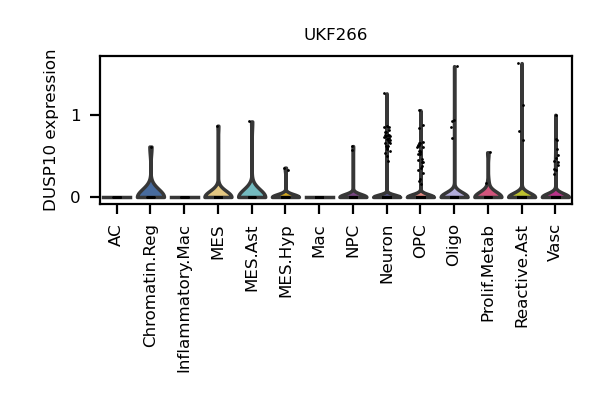 UKF266
DUSP10 expression
1
0
AC
Chromatin.Reg
Inflammatory.Mac
MES
MES.Ast
MES.Hyp
Mac
NPC
Neuron
OPC
Oligo
Prolif.Metab
Reactive.Ast
Vasc